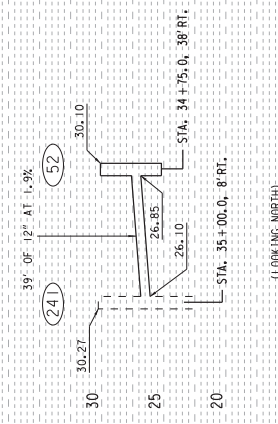 39' OF 12" AT 1.9%
241
52
30.27
30.10
30
25
20
26.85
26.10
STA. 34+75.0, 38' RT.
STA. 35+00.0, 8' RT.
(LOOKING NORTH)